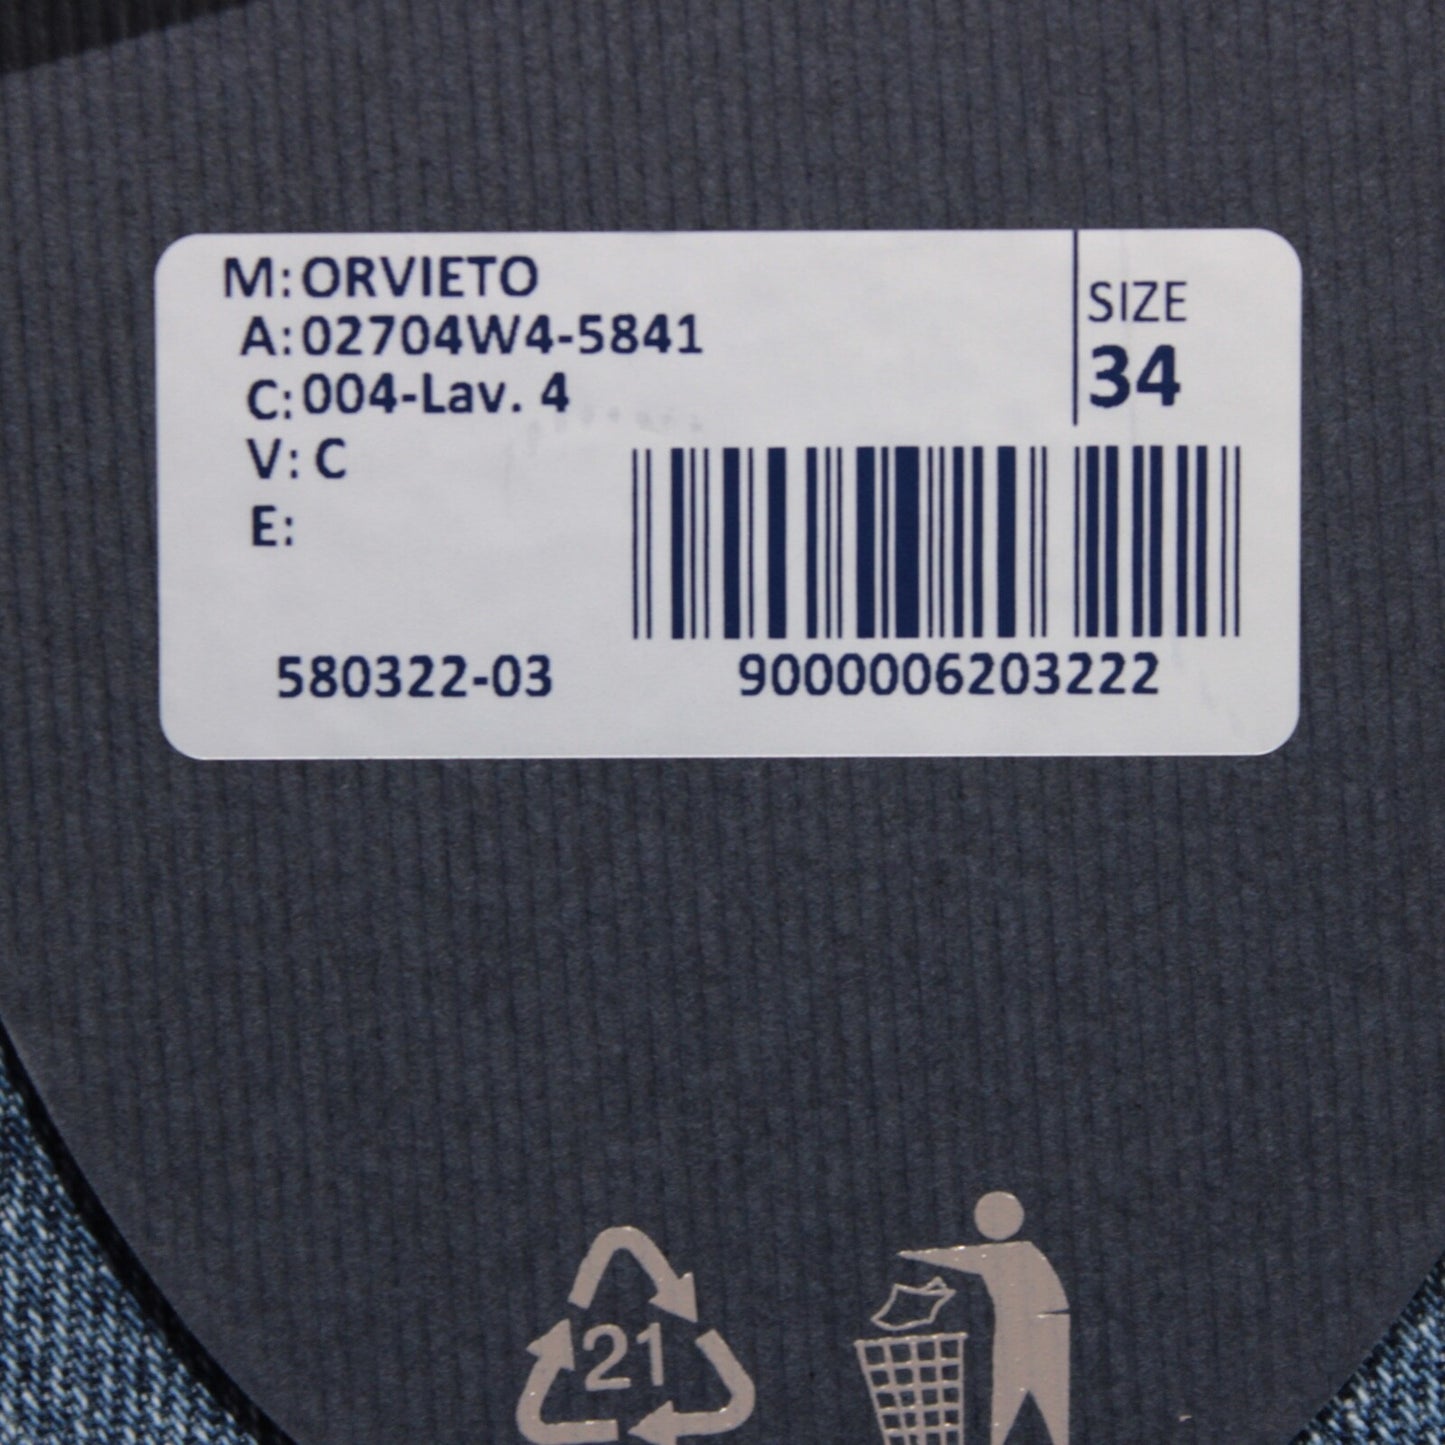 M: ORVIETO
A: 02704W4-5841
C: 004-Lav. 4
V: C
E:
SIZE
34
580322-03
9000006203222
21